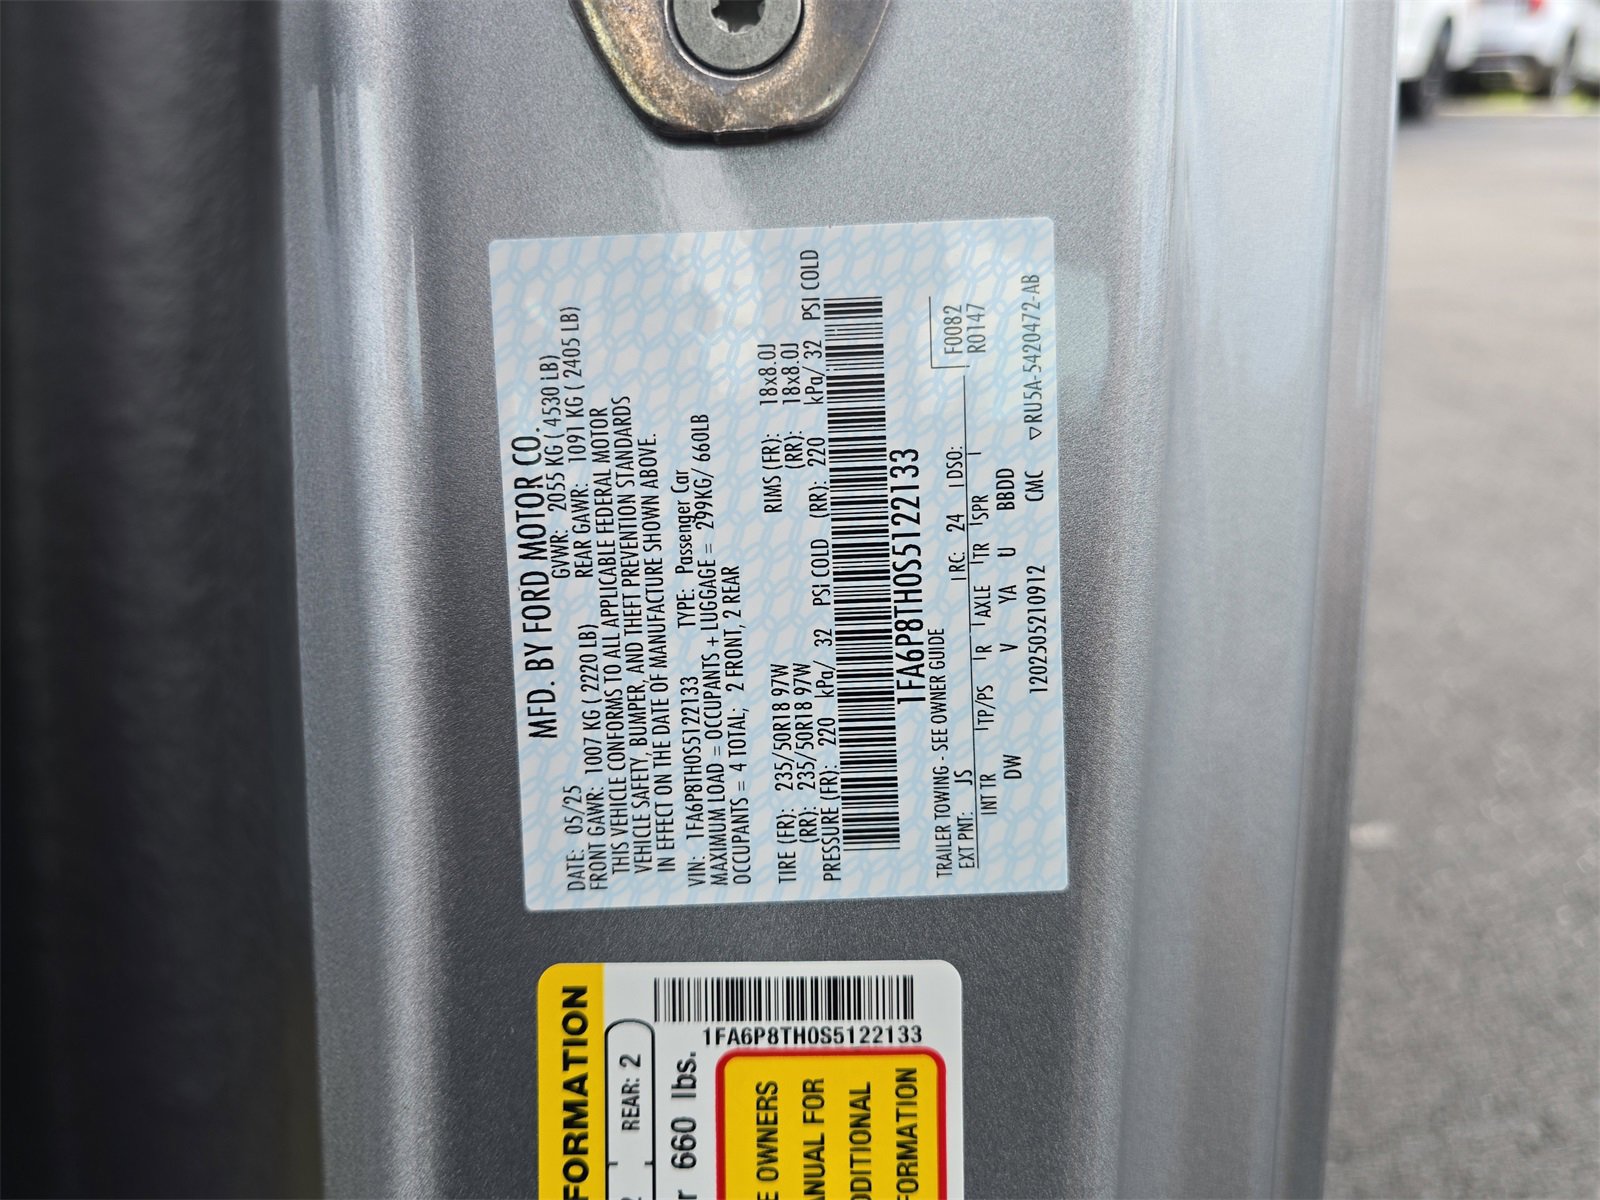 MFD. BY FORD MOTOR CO.
DATE: 05/25 GVWR: 2055 KG ( 4530 LB)
FRONT GAWR: 1007 KG ( 2220 LB) REAR GAWR: 1091 KG ( 2405 LB)
THIS VEHICLE CONFORMS TO ALL APPLICABLE FEDERAL MOTOR
VEHICLE SAFETY, BUMPER, AND THEFT PREVENTION STANDARDS
IN EFFECT ON THE DATE OF MANUFACTURE SHOWN ABOVE.
VIN: 1FA6P8TH0S5122133 TYPE: Passenger Car
MAXIMUM LOAD = OCCUPANTS + LUGGAGE = 299KG/ 660LB
OCCUPANTS = 4 TOTAL; 2 FRONT, 2 REAR
TIRE (FR): 235/50R18 97W RIMS (FR): 18x8.0J
(RR): 235/50R18 97W (RR): 18x8.0J
PRESSURE (FR): 220 kPa/ 32 PSI COLD (RR): 220 kPa/ 32 PSI COLD
1FA6P8TH0S5122133
TRAILER TOWING - SEE OWNER GUIDE
F0082
EXT PNT: JS RC: 24 DSO: R0147
INT TR TP/PS R AXLE TR SPR
DW V YA U BBDD
120250521​0912 CMC ▽RU5A-5420472-AB
FORMATION
REAR: 2
1FA6P8TH0S5122133
r 660 lbs.
E OWNERS
ANUAL FOR
DDITIONAL
FORMATION